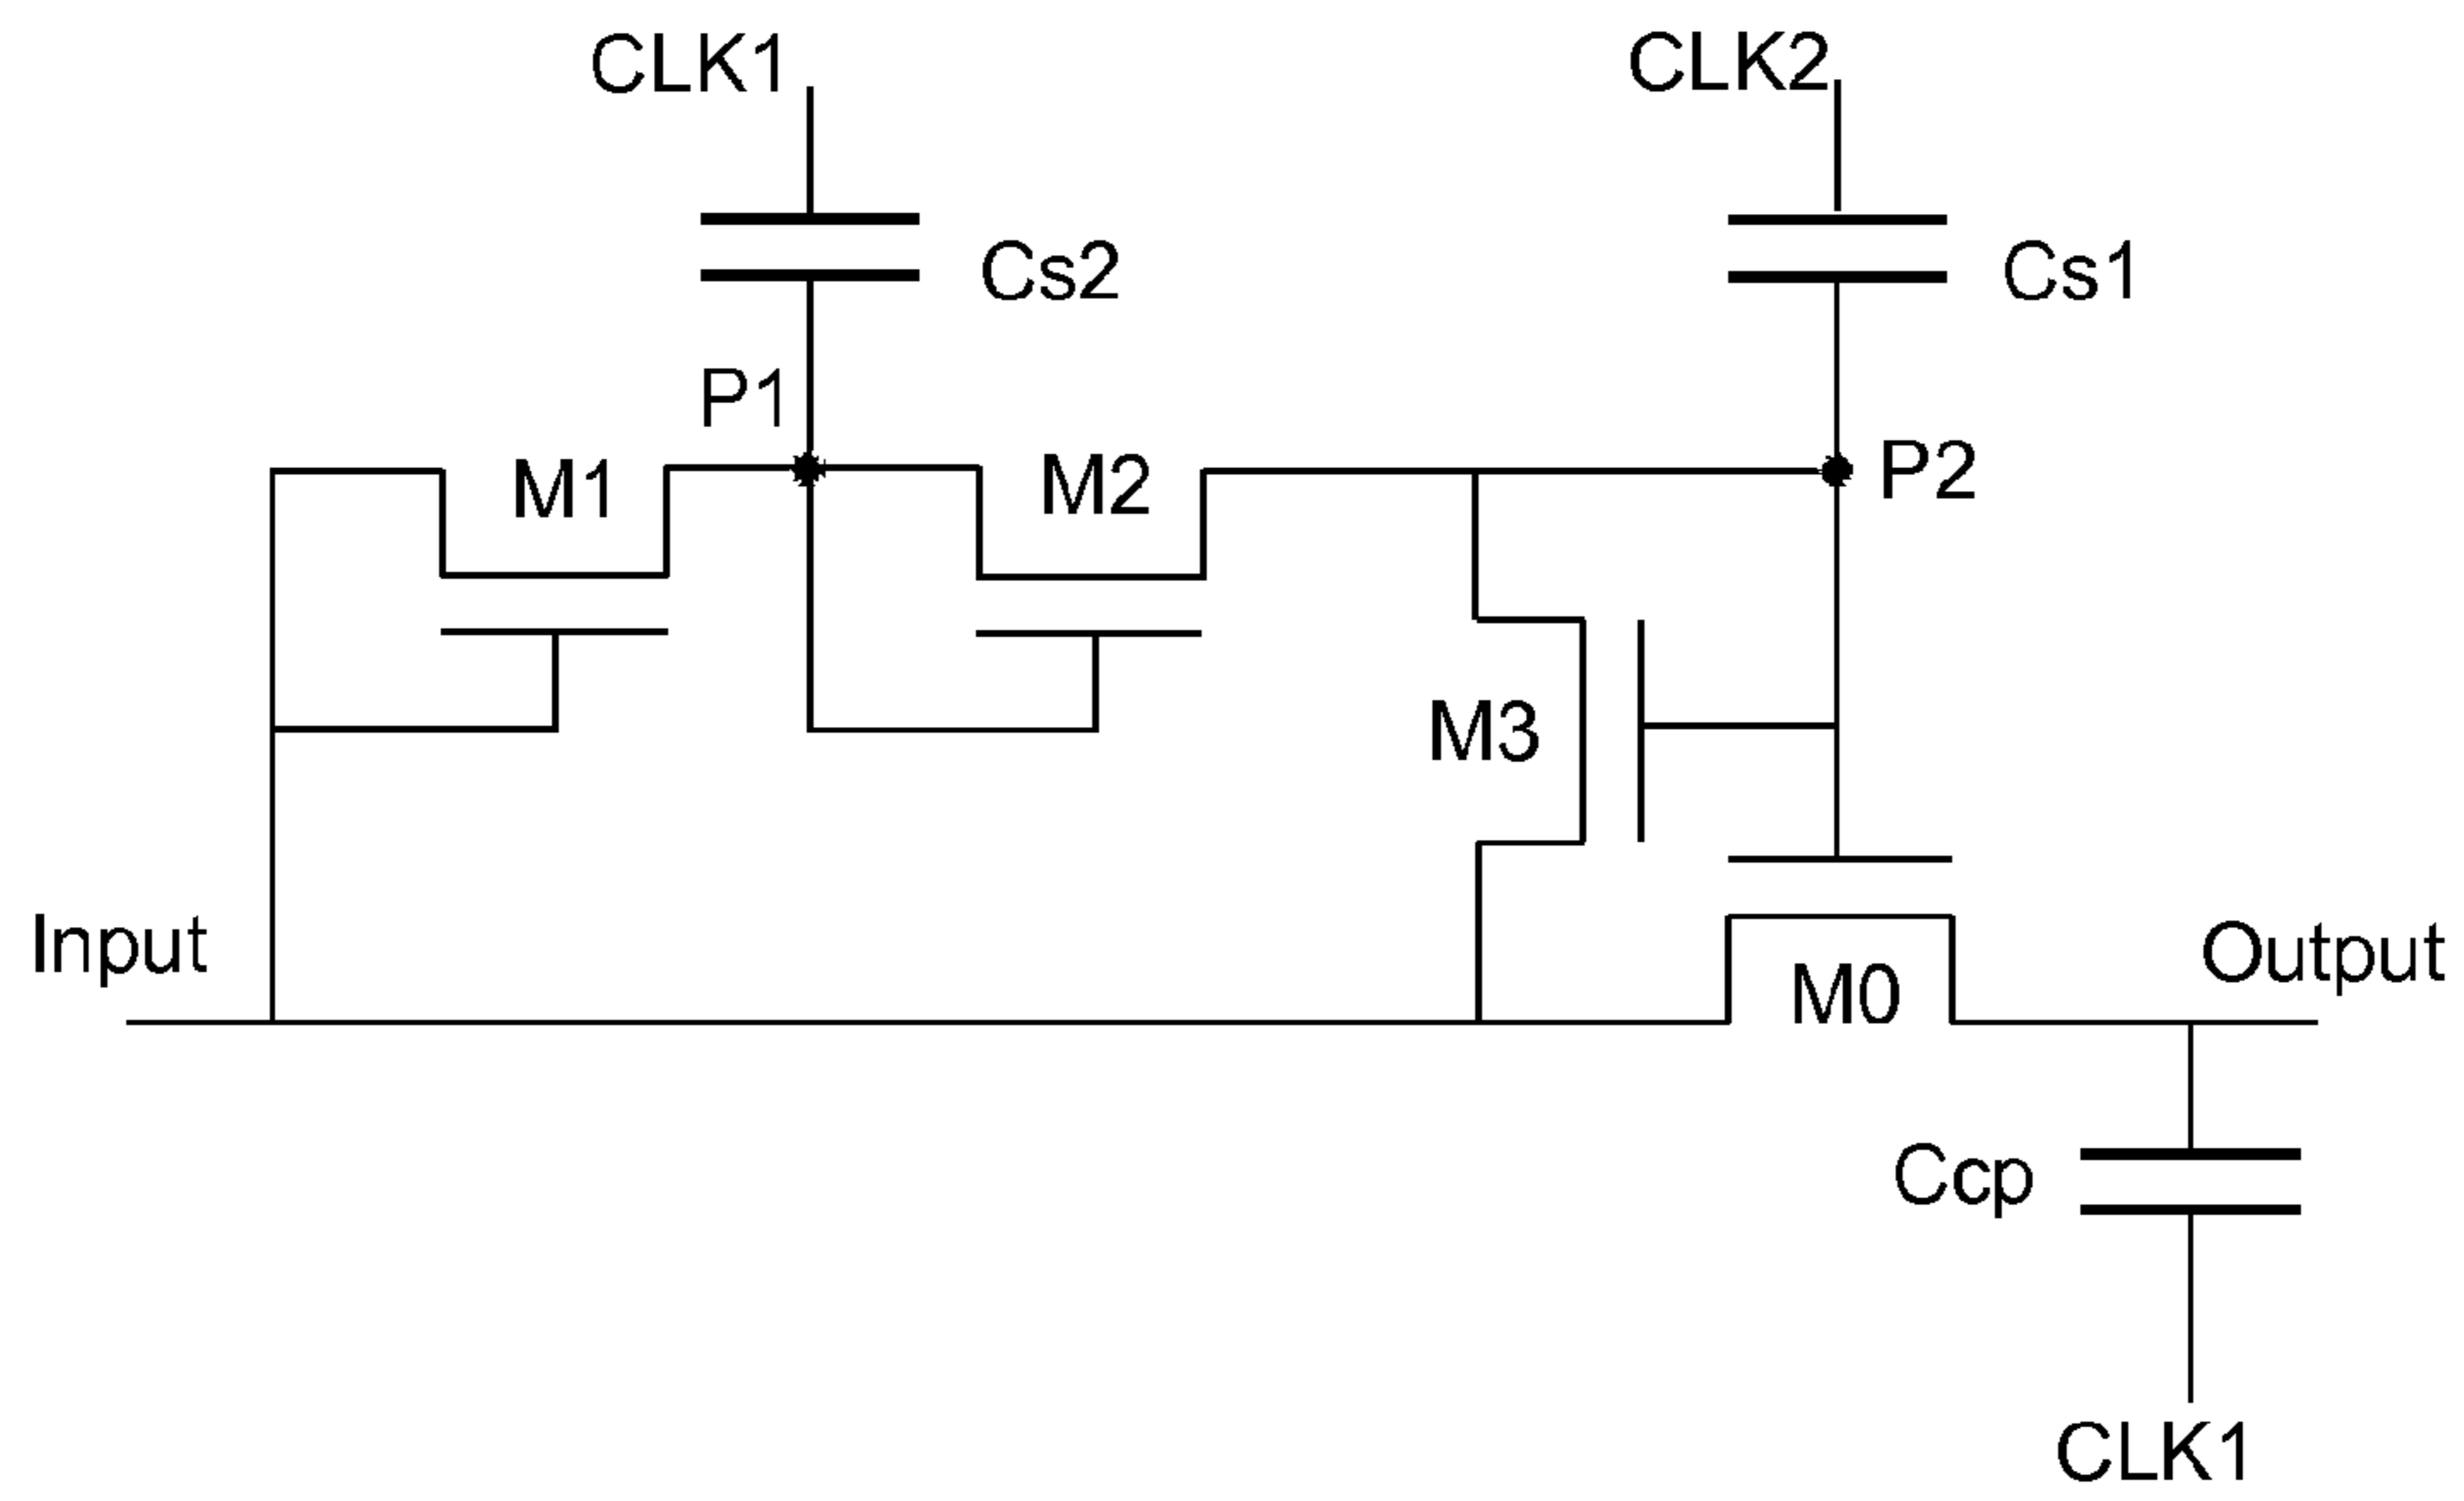 CLK1
CLK2
Cs2
Cs1
P1
M1
M2
P2
M3
Input
M0
Output
Ccp
CLK1